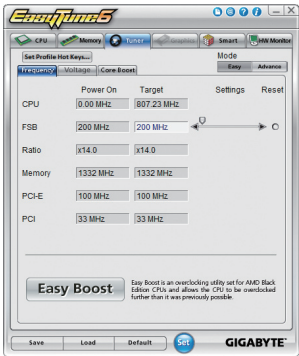 EasyTune6
CPU Memory Tuner Graphics Smart HW Monitor
Set Profile Hot Keys...
Mode
Easy Advance
Frequency Voltage Core Boost
Power On Target Settings Reset
CPU 0.00 MHz 807.23 MHz
FSB 200 MHz 200 MHz
Ratio x14.0 x14.0
Memory 1332 MHz 1332 MHz
PCI-E 100 MHz 100 MHz
PCI 33 MHz 33 MHz
Easy Boost
Easy Boost is an overclocking utility set for AMD Black
Edition CPUs and allows the CPU to be overclocked
further than it was previously possible.
Save Load Default Set GIGABYTE